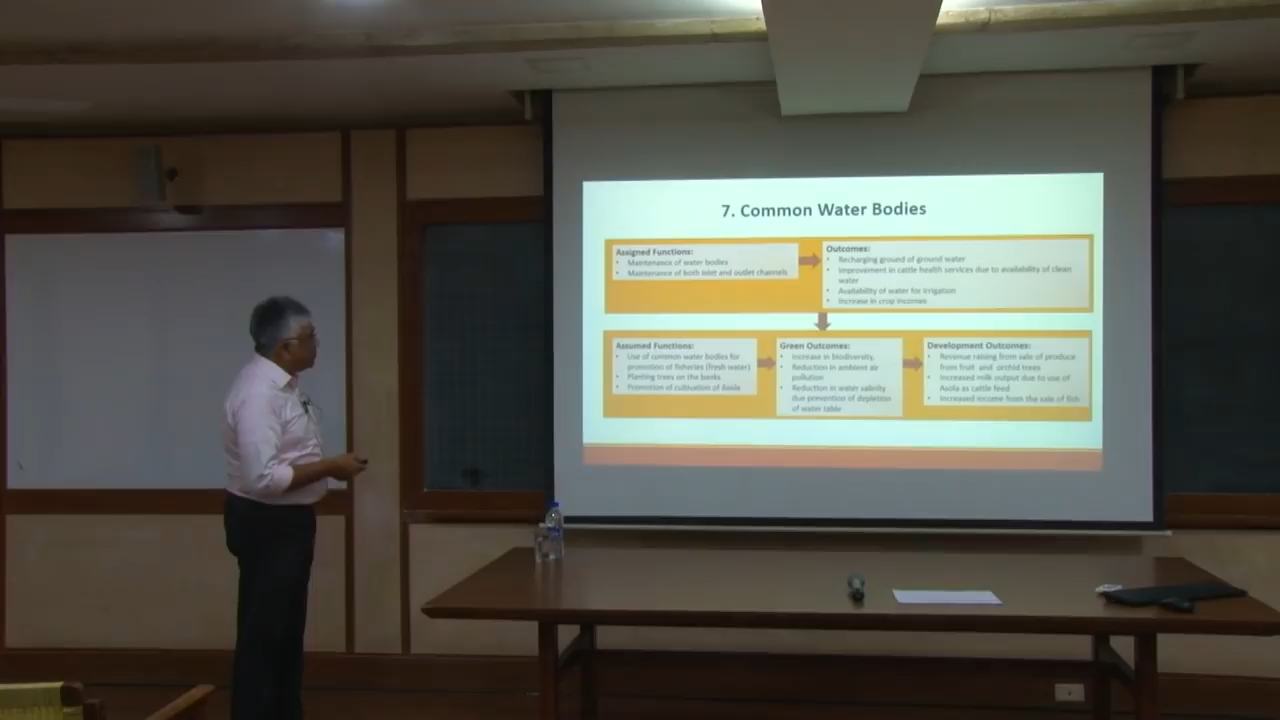 7. Common Water Bodies
Assigned Functions:
• Maintenance of water bodies
• Maintenance of both inlet and outlet channels
Outcomes:
• Recharging ground of ground water
• Improvement in cattle health services due to availability of clean
water
• Availability of water for irrigation
• Increase in crop incomes
Assumed Functions:
• Use of common water bodies for
promotion of fisheries (fresh water)
• Planting trees on the banks
• Promotion of cultivation of Asola
Green Outcomes:
• Increase in biodiversity,
• Reduction in ambient air
pollution
• Reduction in water salinity
due prevention of depletion
of water table
Development Outcomes:
• Revenue raising from sale of produce
from fruit and orchid trees
• Increased milk output due to use of
Asola as cattle feed
• Increased income from the sale of fish